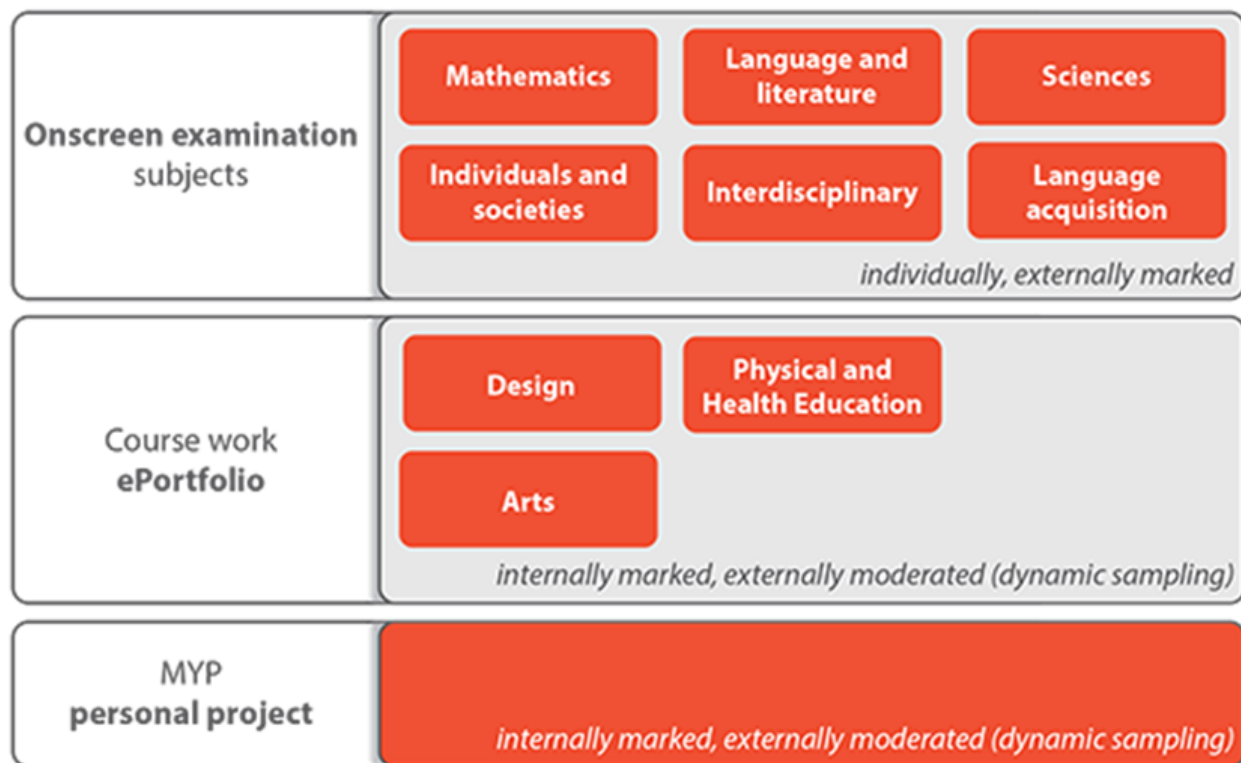 Onscreen examination
subjects
Mathematics
Language and
literature
Sciences
Individuals and
societies
Interdisciplinary
Language
acquisition
individually, externally marked
Course work
ePortfolio
Design
Physical and
Health Education
Arts
internally marked, externally moderated (dynamic sampling)
MYP
personal project
internally marked, externally moderated (dynamic sampling)